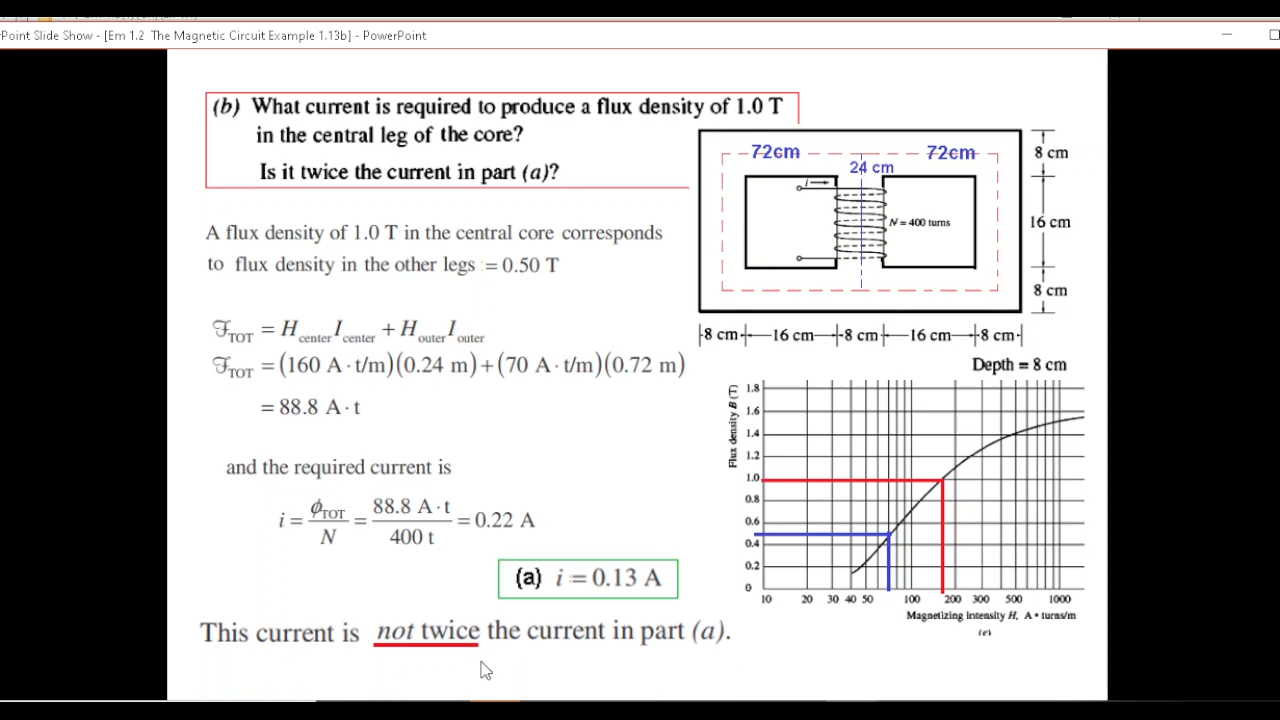 Point Slide Show - [Em 1.2 The Magnetic Circuit Example 1.13b] - PowerPoint
(b) What current is required to produce a flux density of 1.0 T
in the central leg of the core?
Is it twice the current in part (a)?
A flux density of 1.0 T in the central core corresponds
to flux density in the other legs := 0.50 T
ℱTOT = Hcenter Icenter + Houter Iouter
ℱTOT = (160 A · t/m)(0.24 m) + (70 A · t/m)(0.72 m)
= 88.8 A · t
and the required current is
i = ϕTOT / N = 88.8 A · t / 400 t = 0.22 A
(a) i := 0.13 A
This current is not twice the current in part (a).
72cm
72cm
24 cm
i
N = 400 turns
8 cm
16 cm
8 cm
8 cm 16 cm 8 cm 16 cm 8 cm
Depth = 8 cm
Flux density B (T)
1.8
1.6
1.4
1.2
1.0
0.8
0.6
0.4
0.2
0
10 20 30 40 50 100 200 300 500 1000
Magnetizing intensity H, A • turns/m
(c)